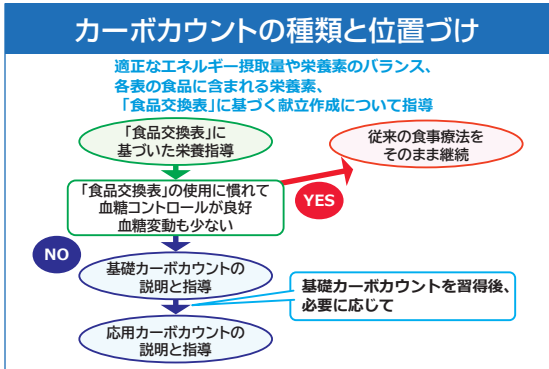 カーボカウントの種類と位置づけ
適正なエネルギー摂取量や栄養素のバランス、
各表の食品に含まれる栄養素、
「食品交換表」に基づく献立作成について指導
「食品交換表」に
基づいた栄養指導
従来の食事療法を
そのまま継続
「食品交換表」の使用に慣れて
血糖コントロールが良好
血糖変動も少ない
YES
NO
基礎カーボカウントの
説明と指導
基礎カーボカウントを習得後、
必要に応じて
応用カーボカウントの
説明と指導